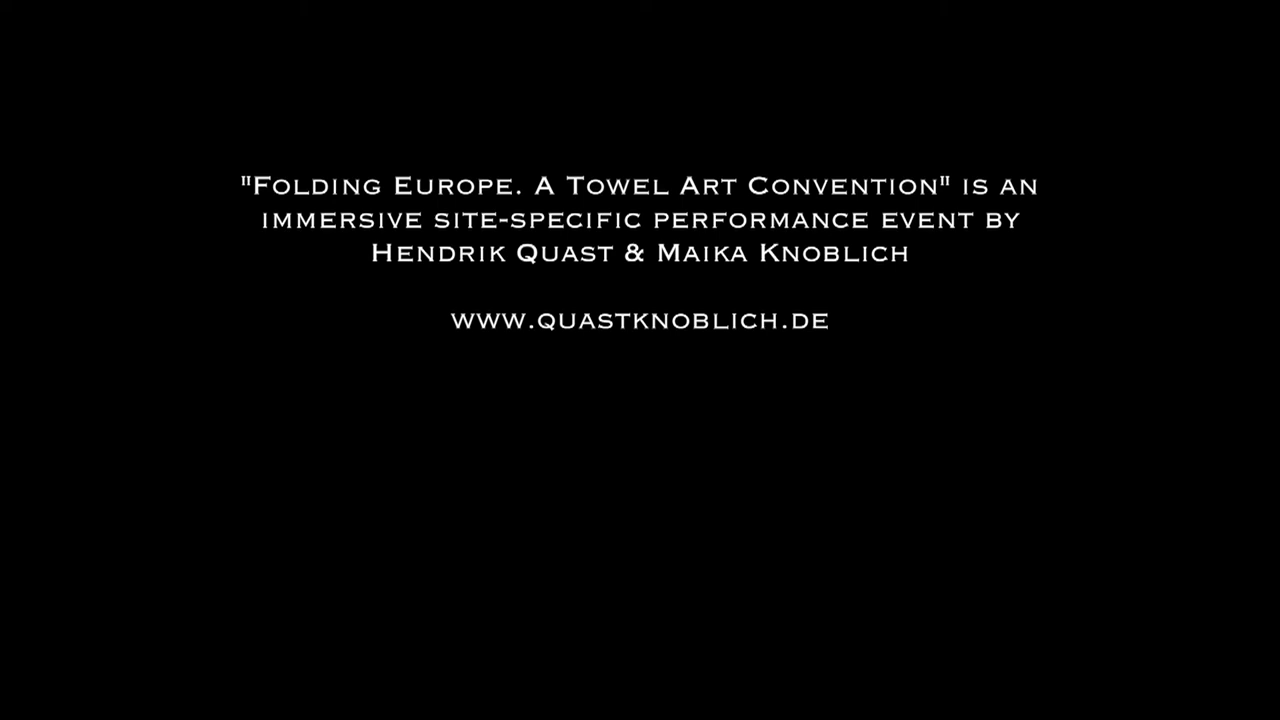 "Folding Europe. A Towel Art Convention" is an
immersive site-specific performance event by
Hendrik Quast & Maika Knoblich
www.quastknoblich.de